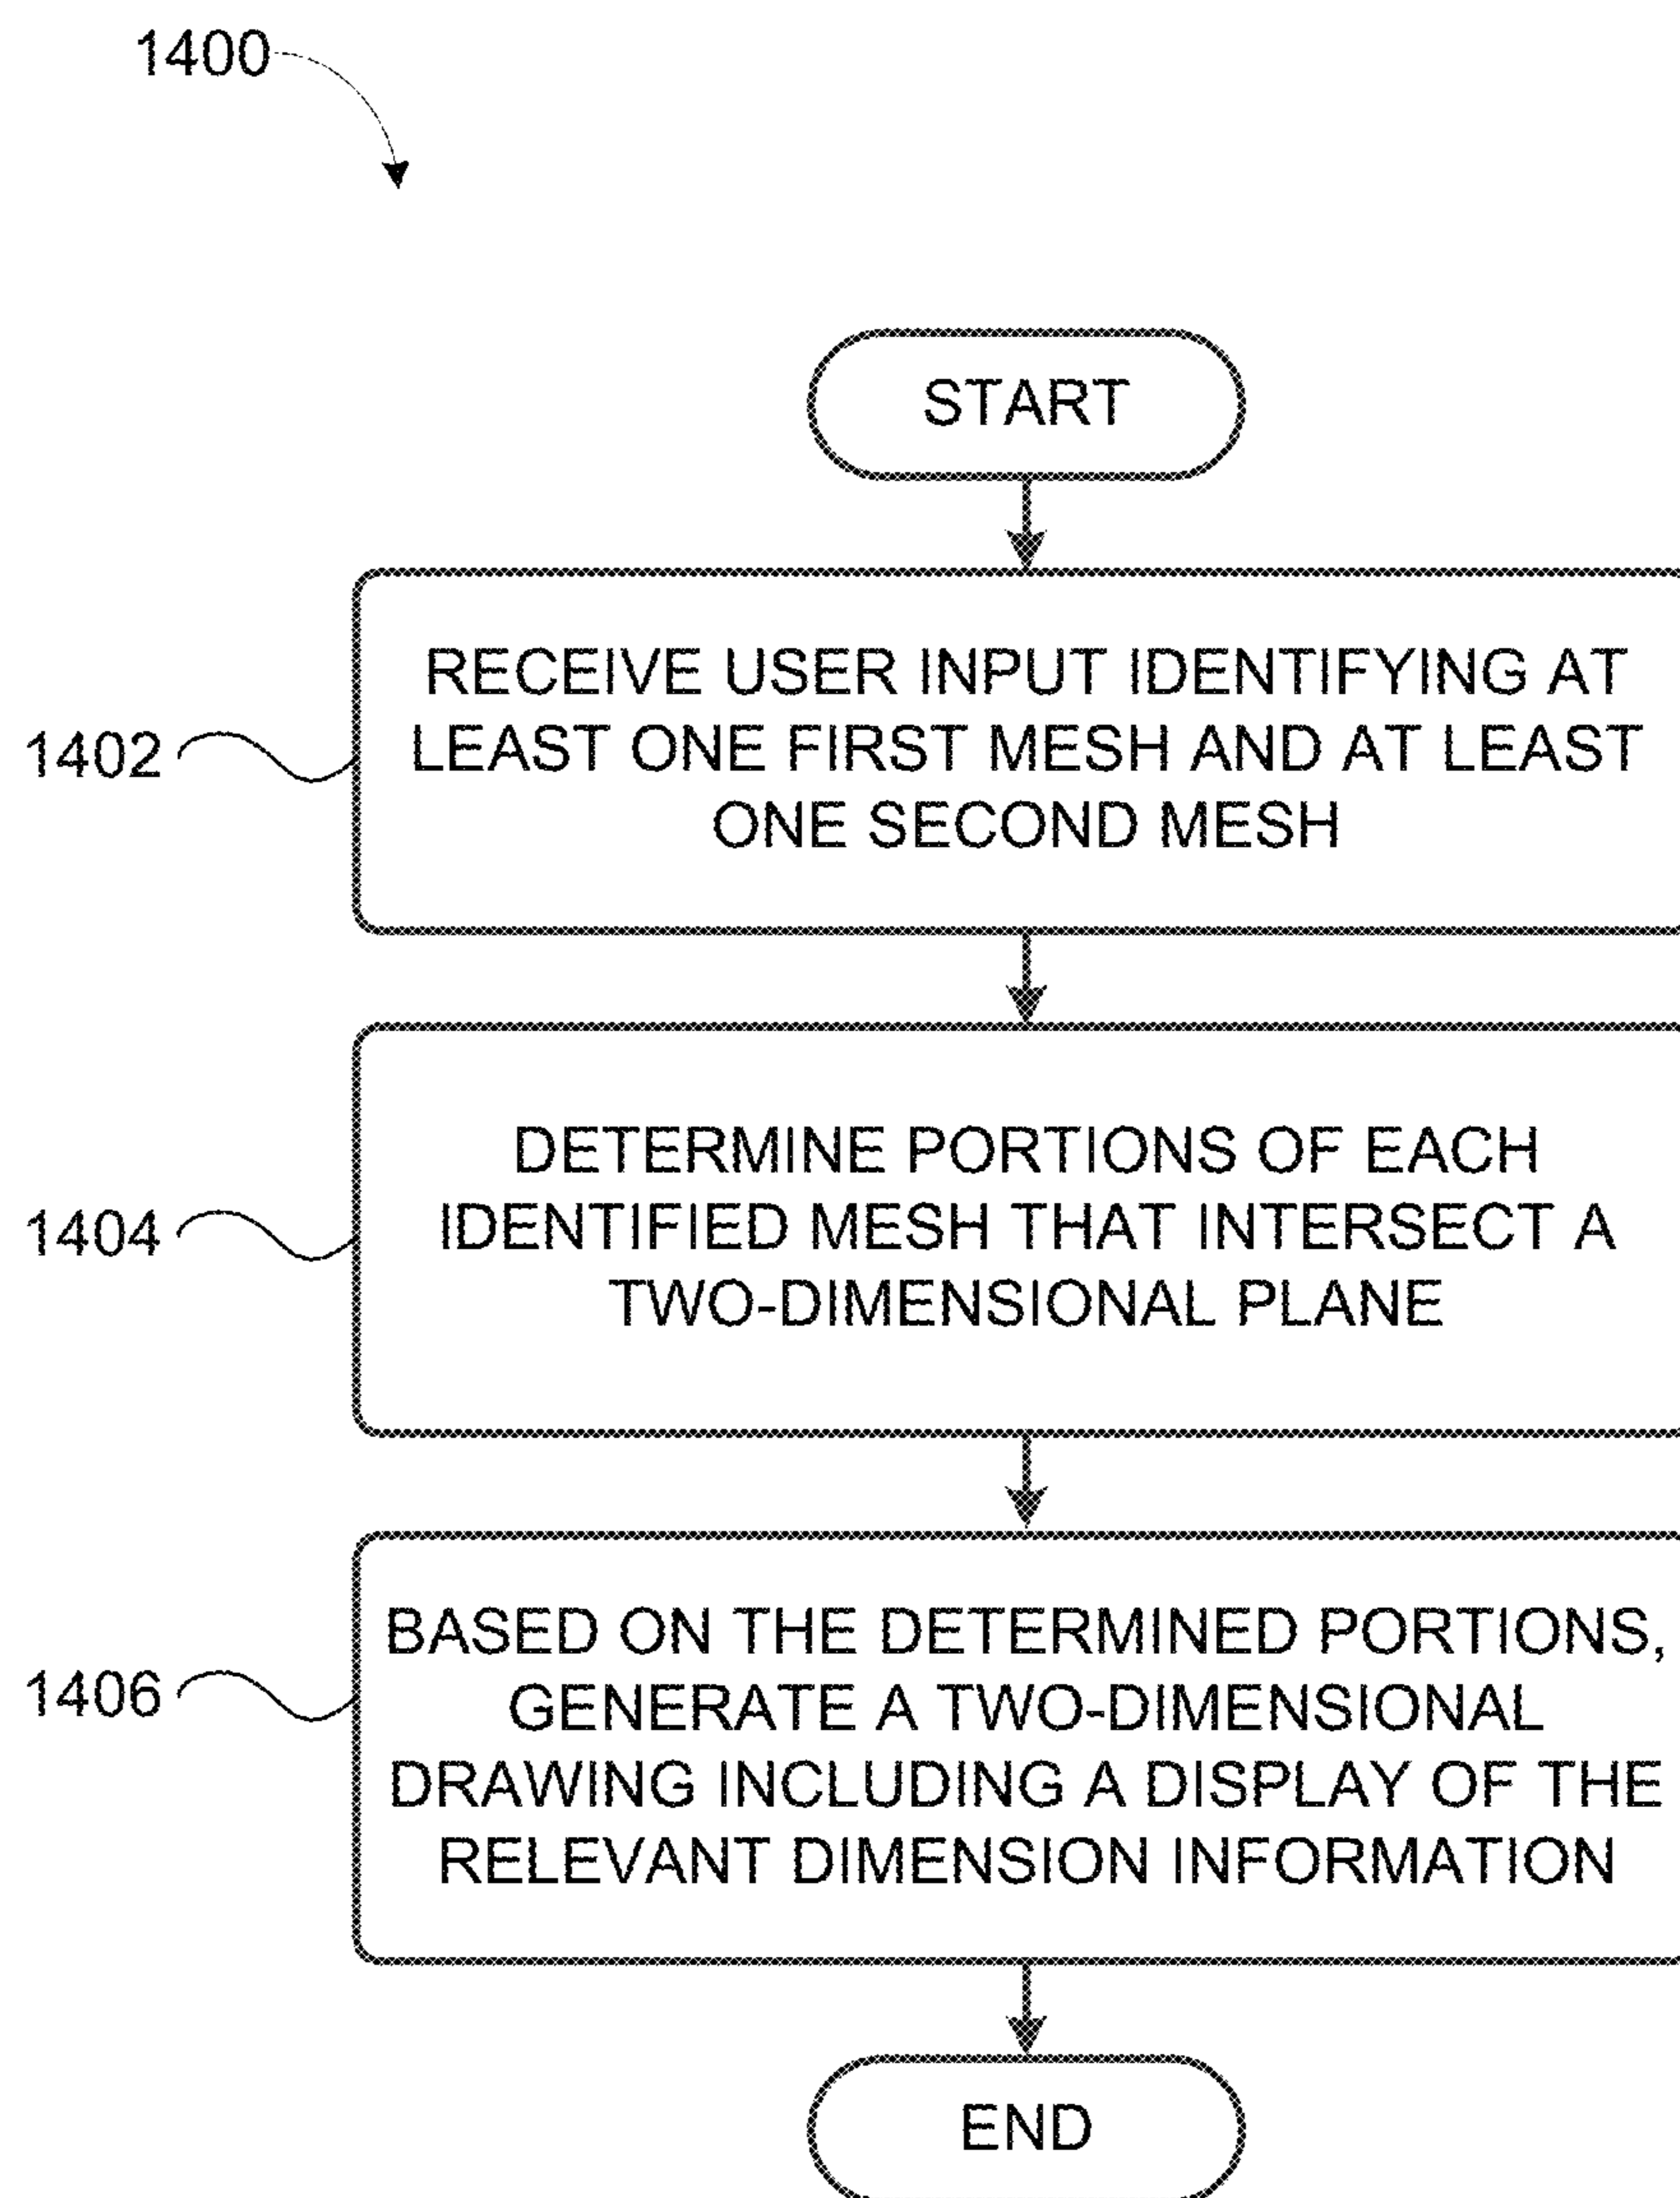 1400
START
1402
RECEIVE USER INPUT IDENTIFYING AT
LEAST ONE FIRST MESH AND AT LEAST
ONE SECOND MESH
1404
DETERMINE PORTIONS OF EACH
IDENTIFIED MESH THAT INTERSECT A
TWO-DIMENSIONAL PLANE
1406
BASED ON THE DETERMINED PORTIONS,
GENERATE A TWO-DIMENSIONAL
DRAWING INCLUDING A DISPLAY OF THE
RELEVANT DIMENSION INFORMATION
END